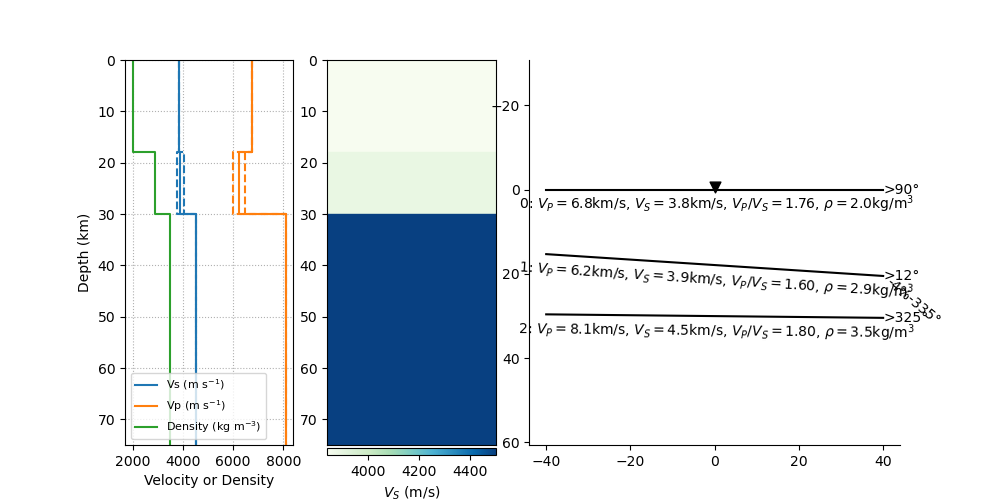 0
10
20
30
40
50
60
70
Depth (km)
2000 4000 6000 8000
Velocity or Density
Vs (m s⁻¹)
Vp (m s⁻¹)
Density (kg m⁻³)
0
10
20
30
40
50
60
70
4000 4200 4400
V_S (m/s)
−20
0
20
40
60
−40 −20 0 20 40
>90°
0: V_P = 6.8km/s, V_S = 3.8km/s, V_P/V_S = 1.76, ρ = 2.0kg/m³
>12°
1: V_P = 6.2km/s, V_S = 3.9km/s, V_P/V_S = 1.60, ρ = 2.9kg/m³
>325°
2: V_P = 8.1km/s, V_S = 4.5km/s, V_P/V_S = 1.80, ρ = 3.5kg/m³